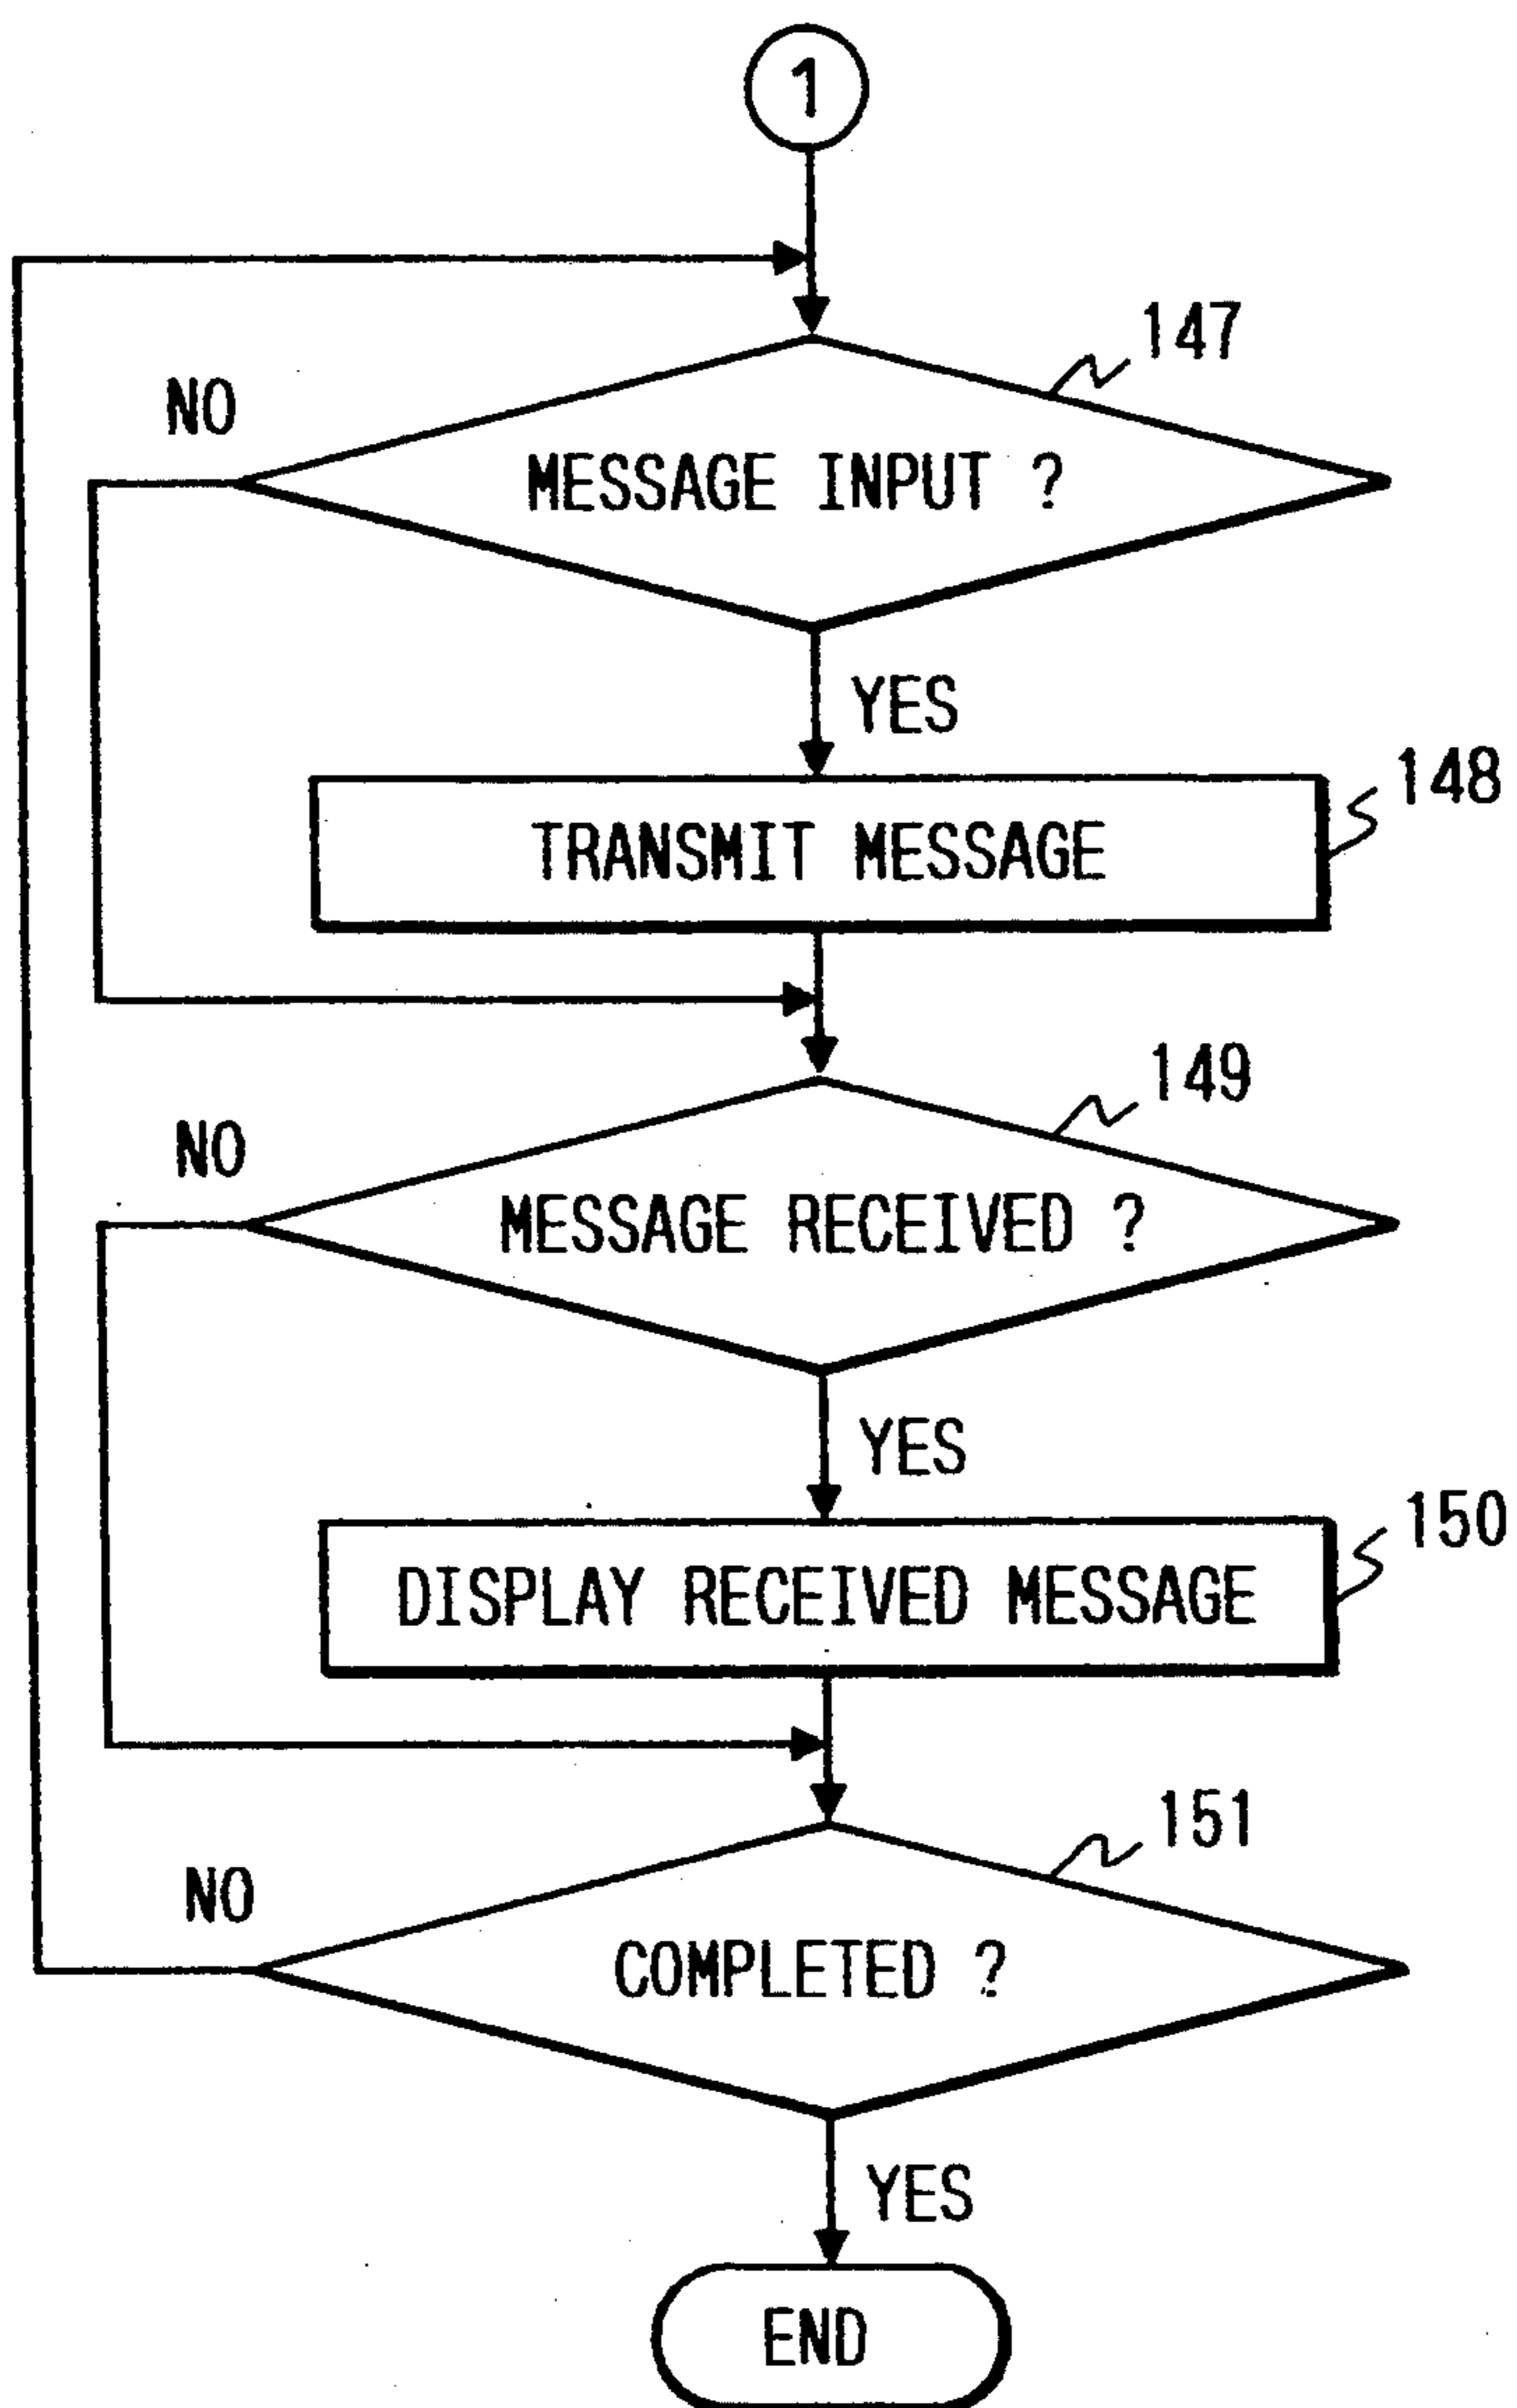 1
147
NO
MESSAGE INPUT ?
YES
148
TRANSMIT MESSAGE
149
NO
MESSAGE RECEIVED ?
YES
150
DISPLAY RECEIVED MESSAGE
151
NO
COMPLETED ?
YES
END